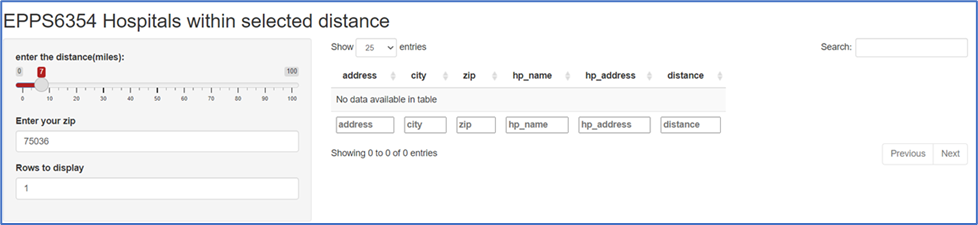 EPPS6354 Hospitals within selected distance
enter the distance(miles):
0 7 100
0 10 20 30 40 50 60 70 80 90 100
Enter your zip
75036
Rows to display
1
Show 25 entries
Search:
address city zip hp_name hp_address distance
No data available in table
address city zip hp_name hp_address distance
Showing 0 to 0 of 0 entries
Previous Next